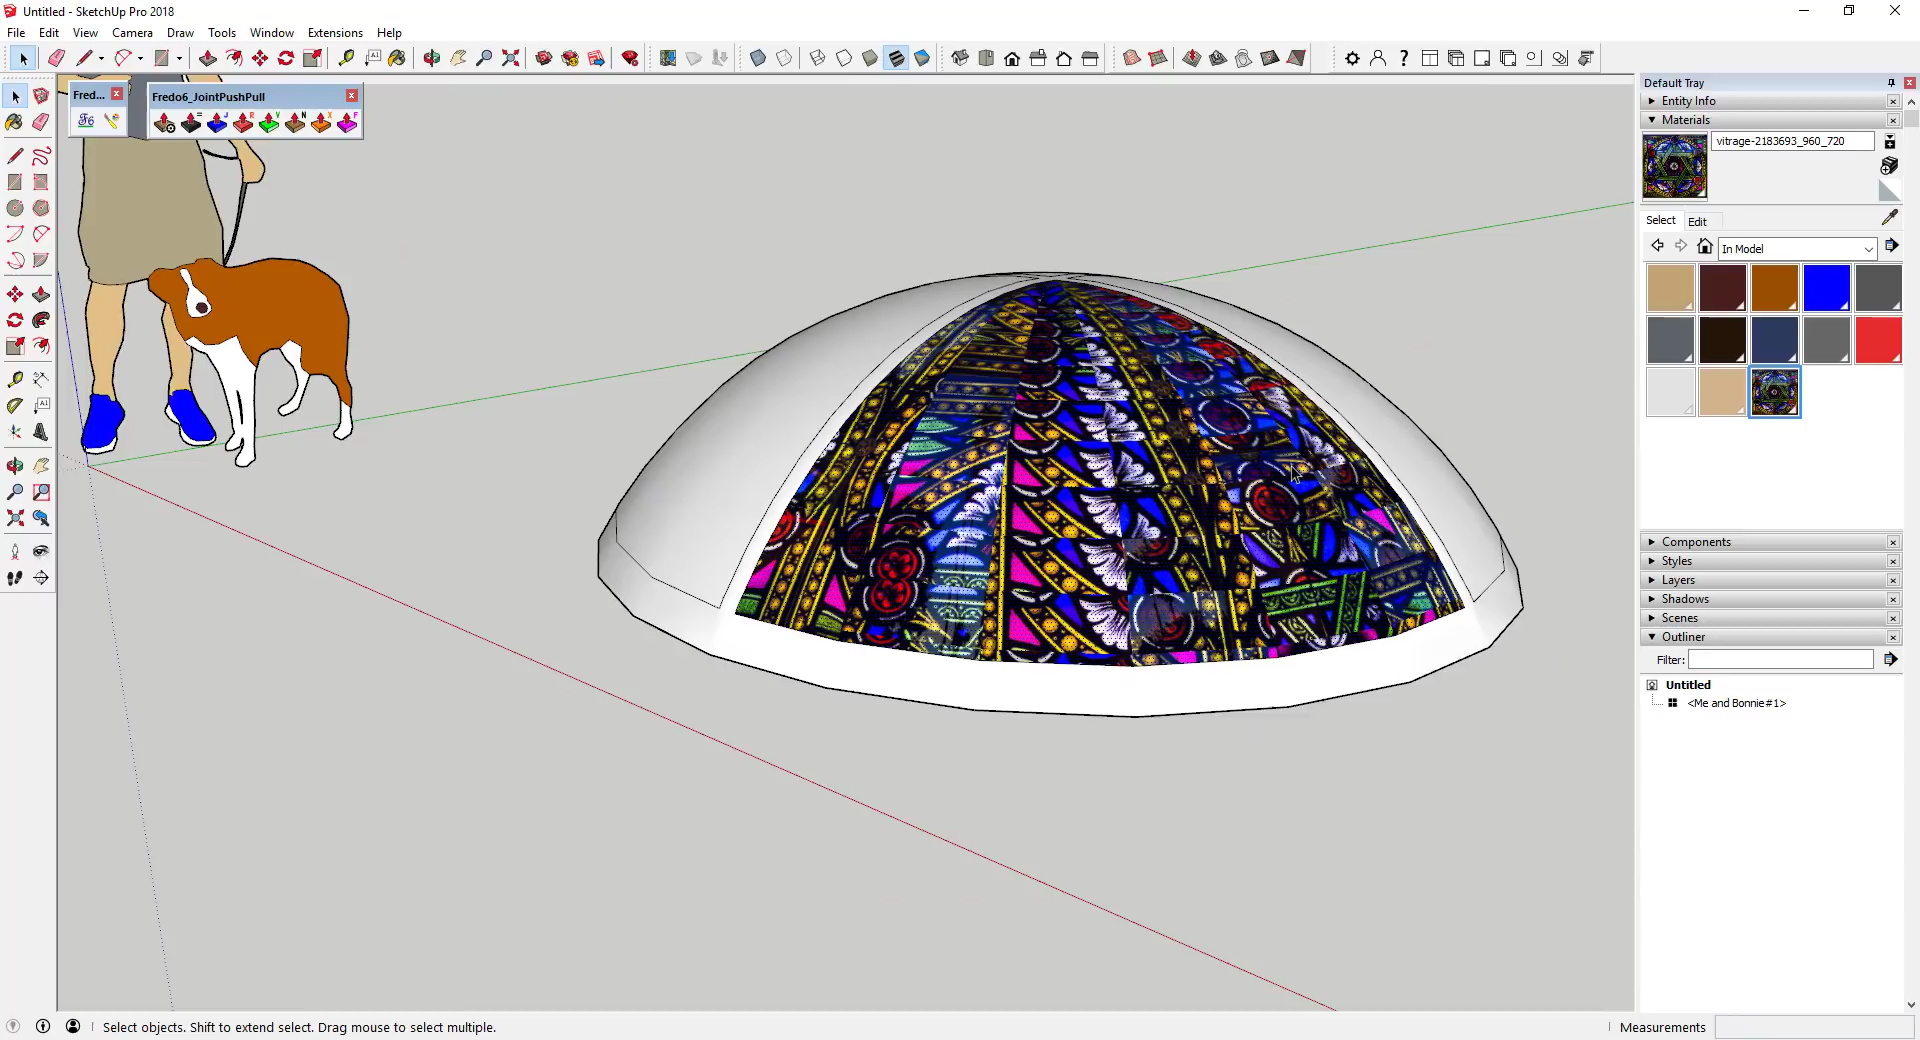 Untitled - SketchUp Pro 2018
File Edit View Camera Draw Tools Window Extensions Help
Fred...
Fredo6_JointPushPull
Default Tray
Entity Info
Materials
vitrage-2183693_960_720
Select Edit
In Model
Components
Styles
Layers
Shadows
Scenes
Outliner
Filter:
Untitled
<Me and Bonnie#1>
Select objects. Shift to extend select. Drag mouse to select multiple.
Measurements